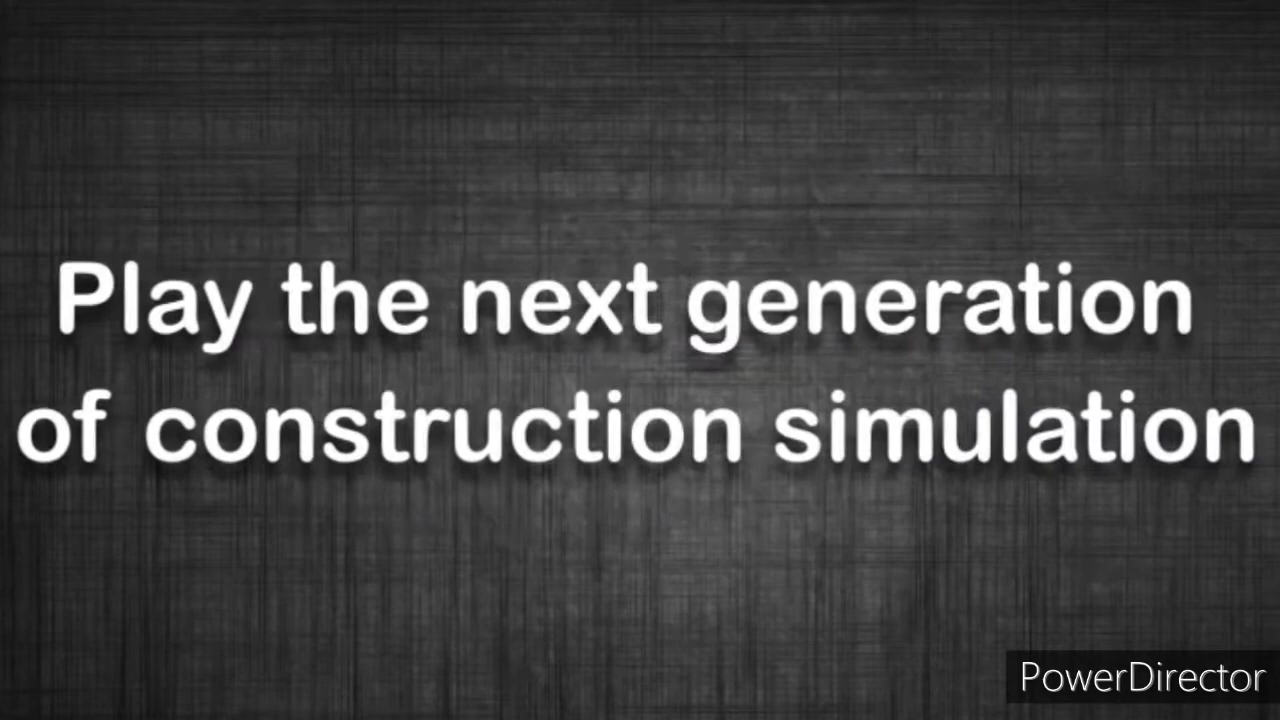 Play the next generation
of construction simulation
PowerDirector